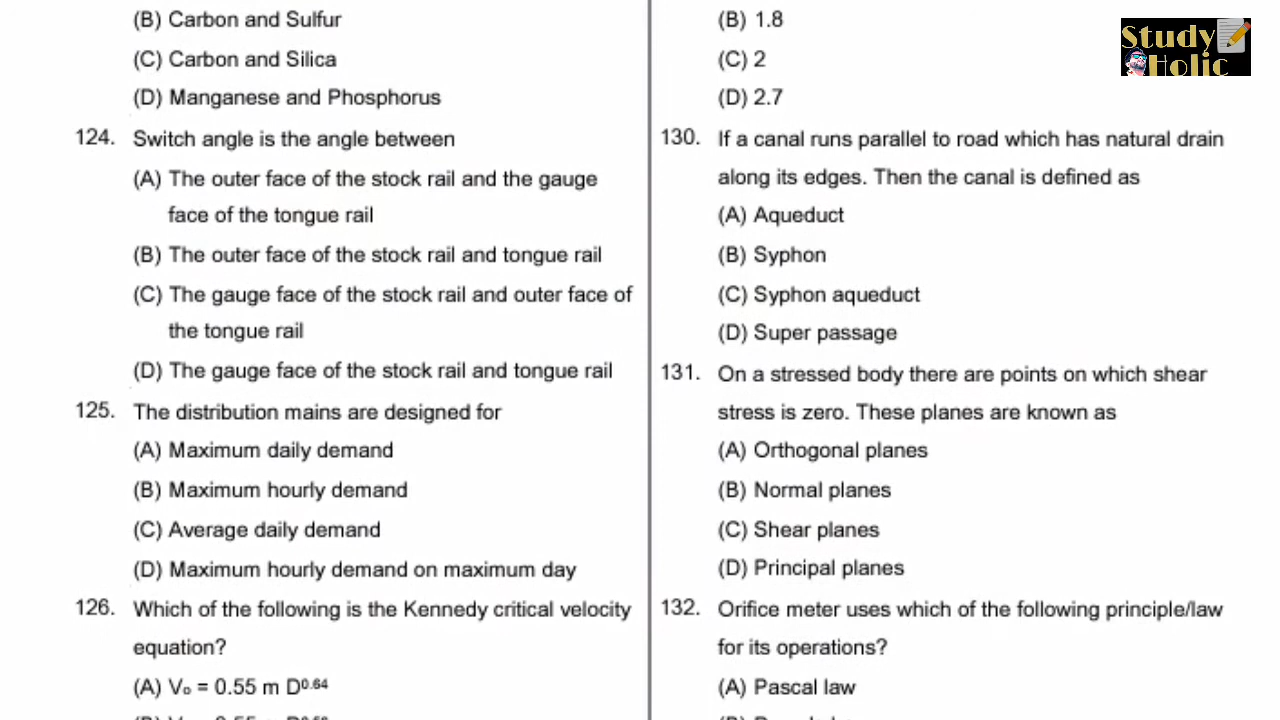 (B) Carbon and Sulfur
(C) Carbon and Silica
(D) Manganese and Phosphorus
124. Switch angle is the angle between
(A) The outer face of the stock rail and the gauge
face of the tongue rail
(B) The outer face of the stock rail and tongue rail
(C) The gauge face of the stock rail and outer face of
the tongue rail
(D) The gauge face of the stock rail and tongue rail
125. The distribution mains are designed for
(A) Maximum daily demand
(B) Maximum hourly demand
(C) Average daily demand
(D) Maximum hourly demand on maximum day
126. Which of the following is the Kennedy critical velocity
equation?
(A) V₀ = 0.55 m D⁰·⁶⁴
(B) 1.8
(C) 2
(D) 2.7
130. If a canal runs parallel to road which has natural drain
along its edges. Then the canal is defined as
(A) Aqueduct
(B) Syphon
(C) Syphon aqueduct
(D) Super passage
131. On a stressed body there are points on which shear
stress is zero. These planes are known as
(A) Orthogonal planes
(B) Normal planes
(C) Shear planes
(D) Principal planes
132. Orifice meter uses which of the following principle/law
for its operations?
(A) Pascal law
Study
Holic